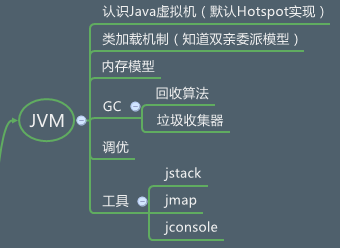 认识Java虚拟机（默认Hotspot实现）
类加载机制（知道双亲委派模型）
内存模型
JVM
GC
回收算法
垃圾收集器
调优
工具
jstack
jmap
jconsole